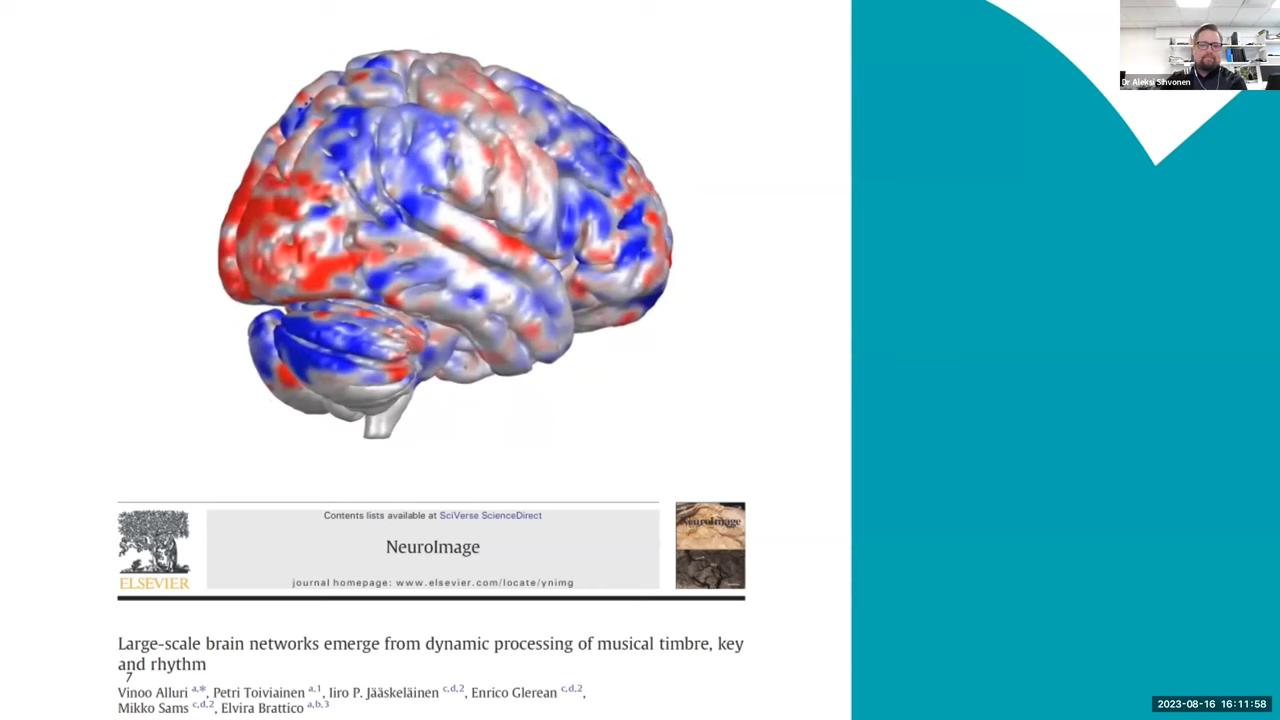 Dr Aleksi Sihvonen
Contents lists available at SciVerse ScienceDirect
NeuroImage
NeuroImage
journal homepage: www.elsevier.com/locate/ynimg
ELSEVIER
Large-scale brain networks emerge from dynamic processing of musical timbre, key
and rhythm
7
Vinoo Alluri a,*, Petri Toiviainen a,1, Iiro P. Jääskeläinen c,d,2, Enrico Glerean c,d,2,
Mikko Sams c,d,2, Elvira Brattico a,b,3
2023-08-16 16:11:58